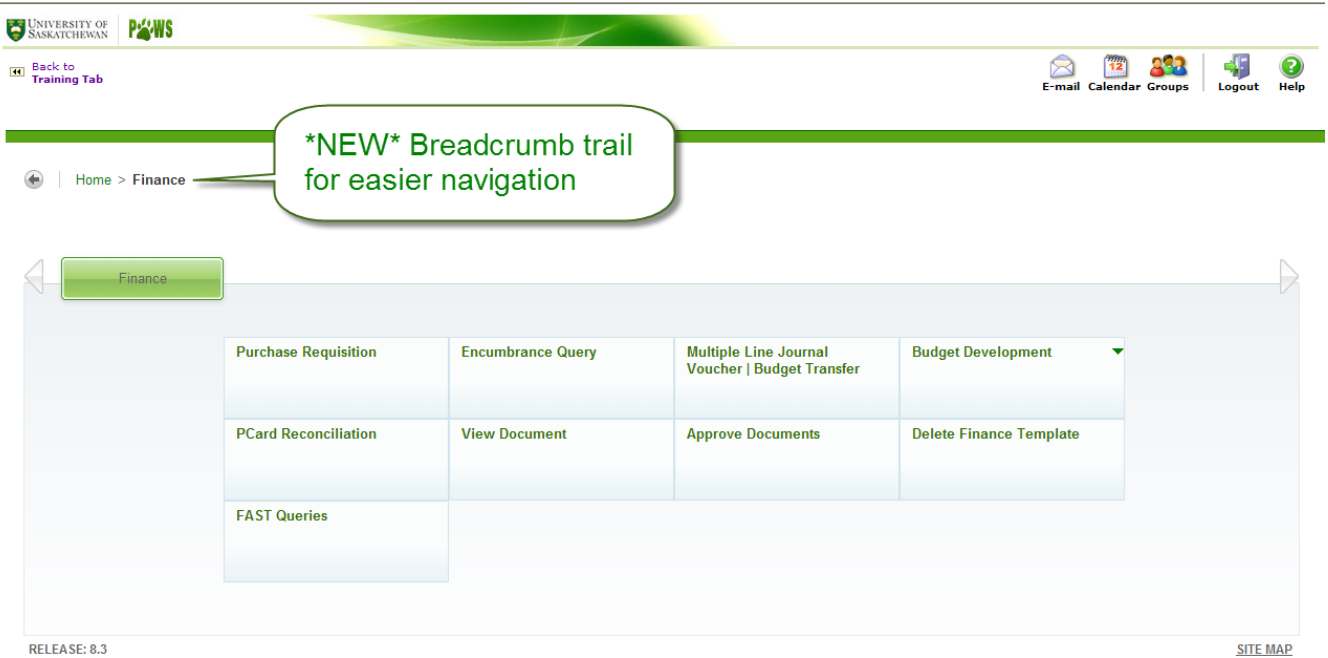 UNIVERSITY OF
SASKATCHEWAN
PAWS
Back to
Training Tab
12
E-mail Calendar Groups Logout Help
*NEW* Breadcrumb trail
for easier navigation
Home > Finance
Finance
Purchase Requisition
Encumbrance Query
Multiple Line Journal
Voucher | Budget Transfer
Budget Development
PCard Reconciliation
View Document
Approve Documents
Delete Finance Template
FAST Queries
RELEASE: 8.3
SITE MAP